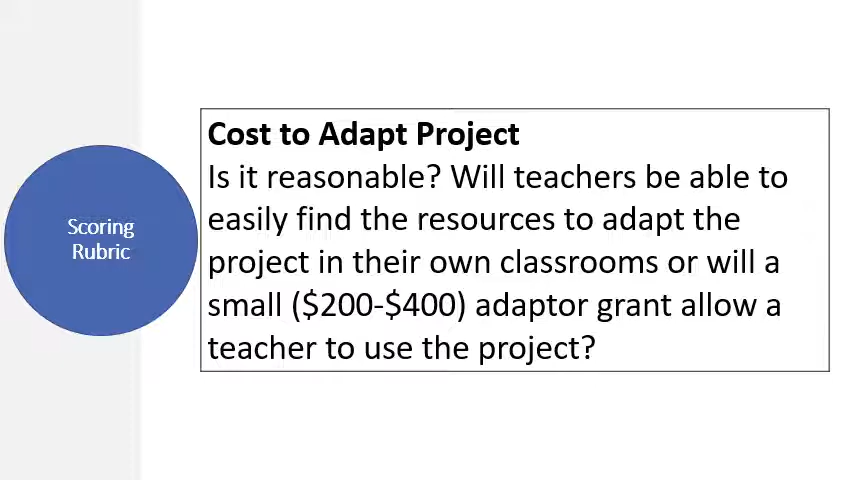 Scoring
Rubric
Cost to Adapt Project
Is it reasonable? Will teachers be able to
easily find the resources to adapt the
project in their own classrooms or will a
small ($200-$400) adaptor grant allow a
teacher to use the project?